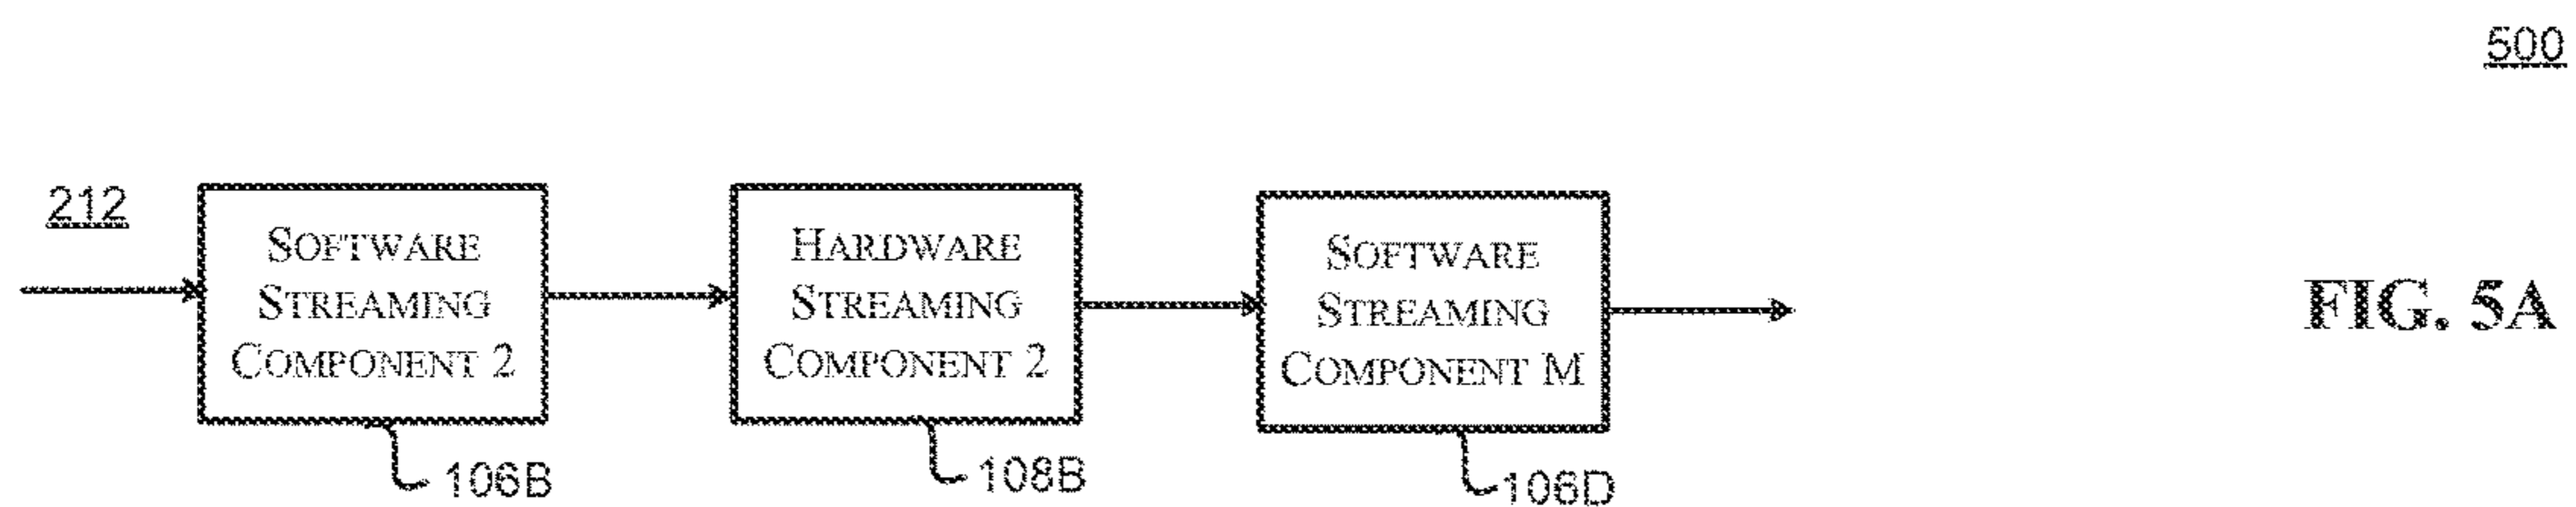 500
212
SOFTWARE
STREAMING
COMPONENT 2
HARDWARE
STREAMING
COMPONENT 2
SOFTWARE
STREAMING
COMPONENT M
FIG. 5A
106B
108B
106D